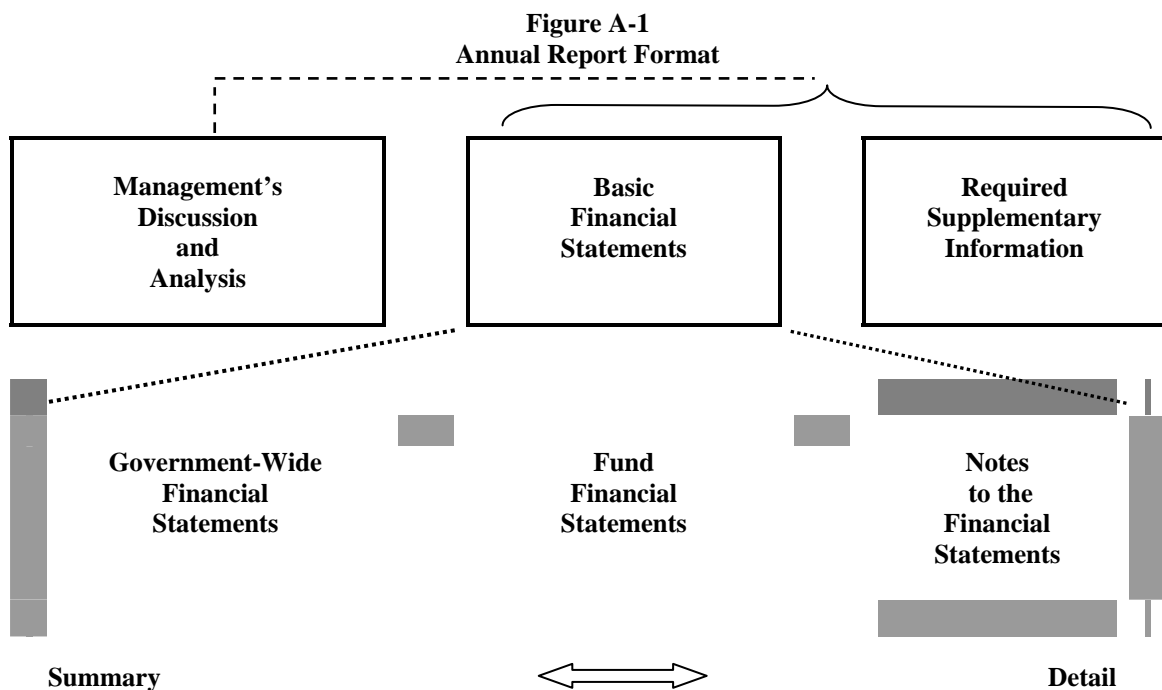 Figure A-1
Annual Report Format
Management’s
Discussion
and
Analysis
Basic
Financial
Statements
Required
Supplementary
Information
Government-Wide
Financial
Statements
Fund
Financial
Statements
Notes
to the
Financial
Statements
Summary
Detail